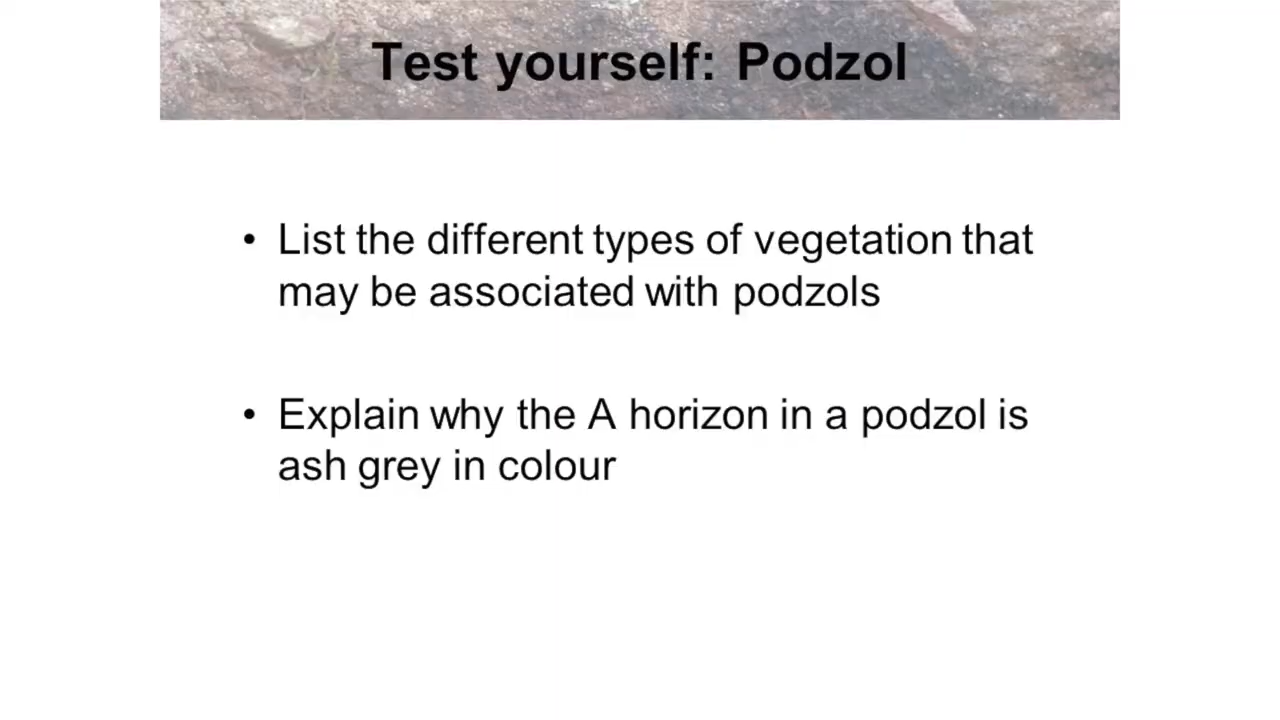 Test yourself: Podzol
• List the different types of vegetation that
may be associated with podzols
• Explain why the A horizon in a podzol is
ash grey in colour